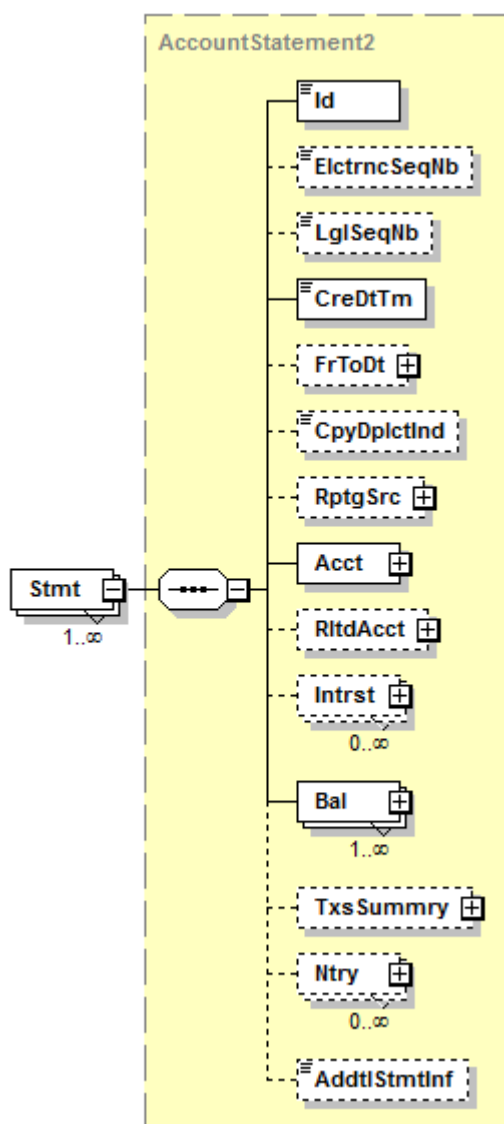 AccountStatement2
Id
ElctrncSeqNb
LglSeqNb
CreDtTm
FrToDt
CpyDplctInd
RptgSrc
Stmt
1..∞
Acct
RltdAcct
Intrst
0..∞
Bal
1..∞
TxsSummry
Ntry
0..∞
AddtlStmtInf